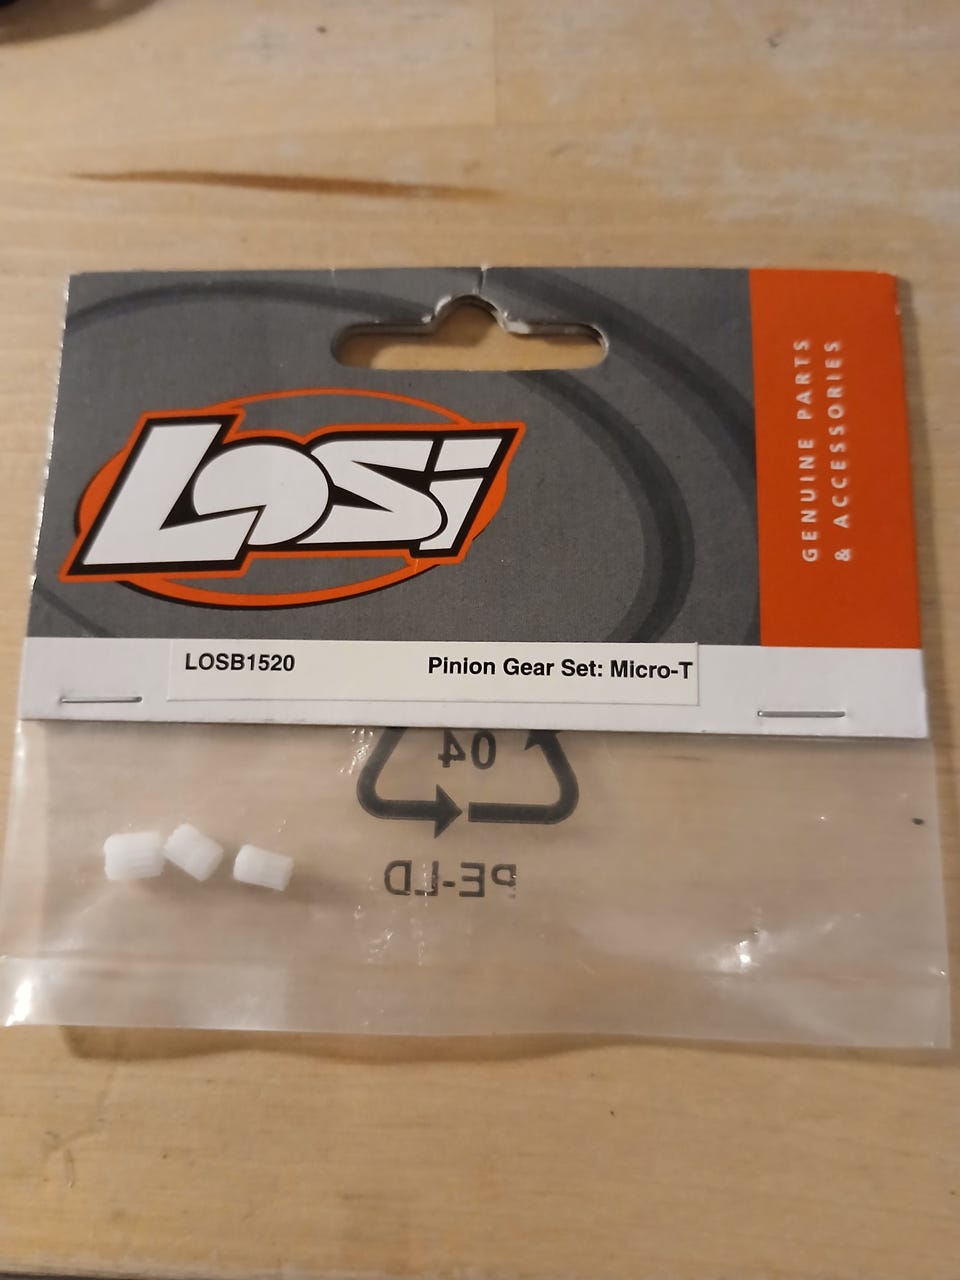 GENUINE PARTS
& ACCESSORIES
Losi
LOSB1520 Pinion Gear Set: Micro-T
04
PE-LD